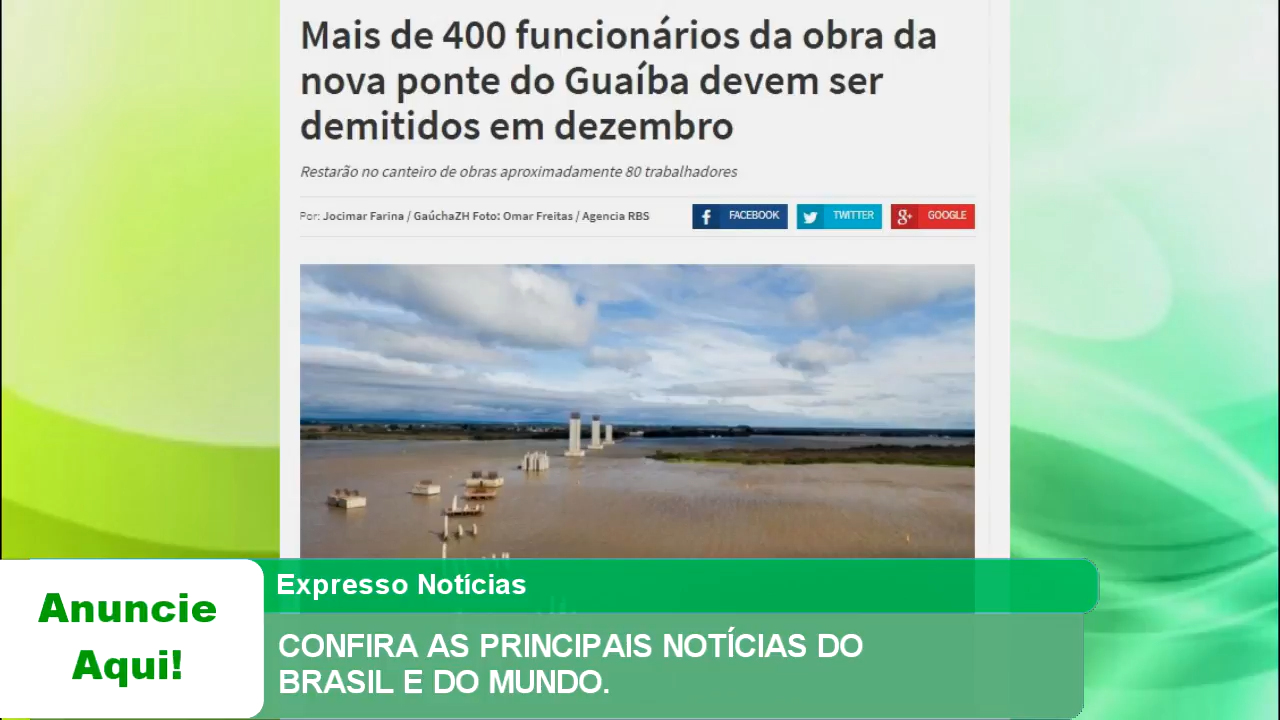 Mais de 400 funcionários da obra da
nova ponte do Guaíba devem ser
demitidos em dezembro
Restarão no canteiro de obras aproximadamente 80 trabalhadores
Por: Jocimar Farina / GaúchaZH Foto: Omar Freitas / Agencia RBS
FACEBOOK
TWITTER
GOOGLE
Expresso Notícias
Anuncie
Aqui!
CONFIRA AS PRINCIPAIS NOTÍCIAS DO
BRASIL E DO MUNDO.